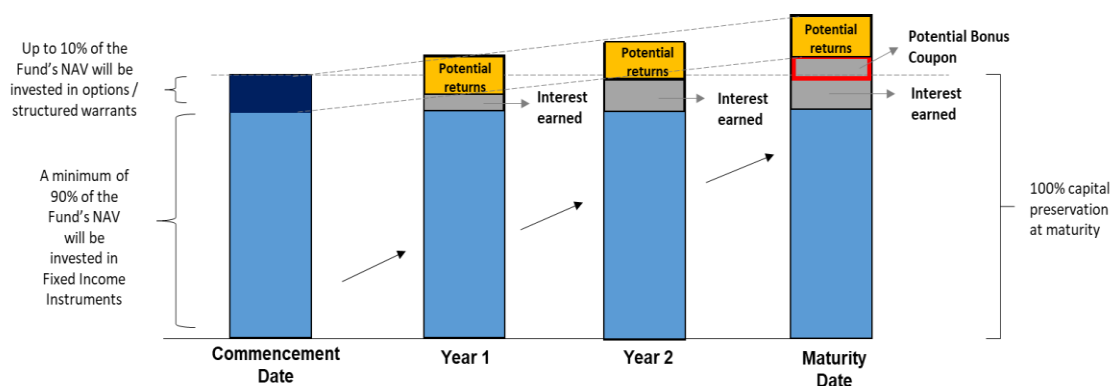 Up to 10% of the
Fund's NAV will be
invested in options /
structured warrants
A minimum of
90% of the
Fund's NAV
will be
invested in
Fixed Income
Instruments
Potential
returns
Interest
earned
Potential
returns
Interest
earned
Potential
returns
Potential Bonus
Coupon
Interest
earned
100% capital
preservation
at maturity
Commencement
Date
Year 1
Year 2
Maturity
Date